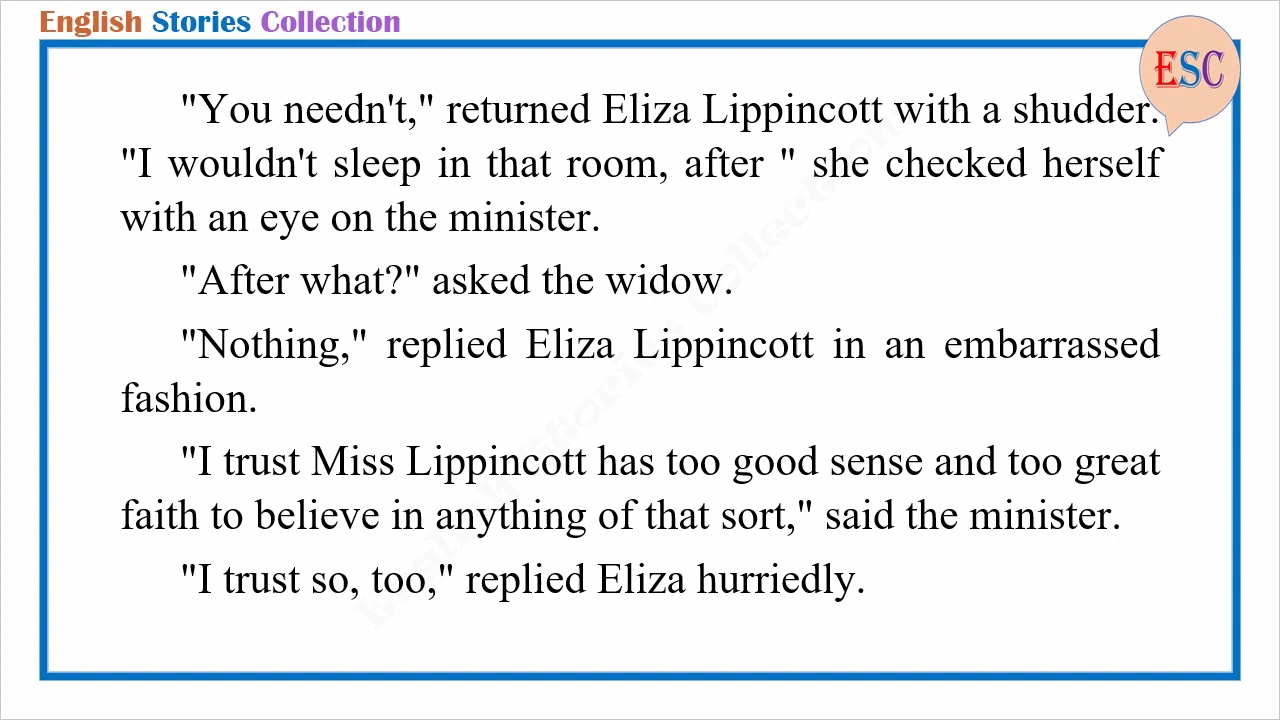 English Stories Collection
ESC
"You needn't," returned Eliza Lippincott with a shudder.
"I wouldn't sleep in that room, after " she checked herself
with an eye on the minister.
"After what?" asked the widow.
"Nothing," replied Eliza Lippincott in an embarrassed
fashion.
"I trust Miss Lippincott has too good sense and too great
faith to believe in anything of that sort," said the minister.
"I trust so, too," replied Eliza hurriedly.
English Stories Collection